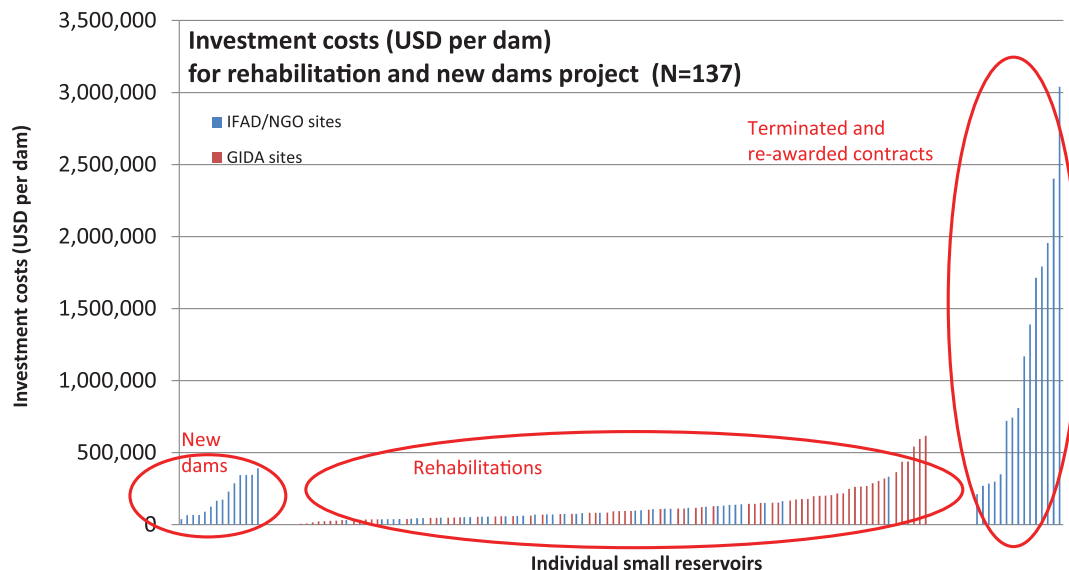 Investment costs (USD per dam)
for rehabilitation and new dams project (N=137)
IFAD/NGO sites
GIDA sites
Terminated and
re-awarded contracts
New
dams
Rehabilitations
3,500,000
3,000,000
2,500,000
2,000,000
1,500,000
1,000,000
500,000
0
Investment costs (USD per dam)
Individual small reservoirs